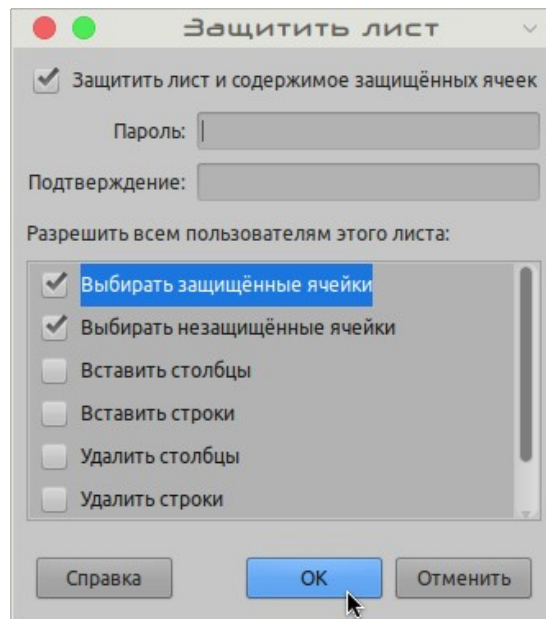 Защитить лист
Защитить лист и содержимое защищённых ячеек
Пароль:
Подтверждение:
Разрешить всем пользователям этого листа:
Выбирать защищённые ячейки
Выбирать незащищённые ячейки
Вставить столбцы
Вставить строки
Удалить столбцы
Удалить строки
Справка ОК Отменить